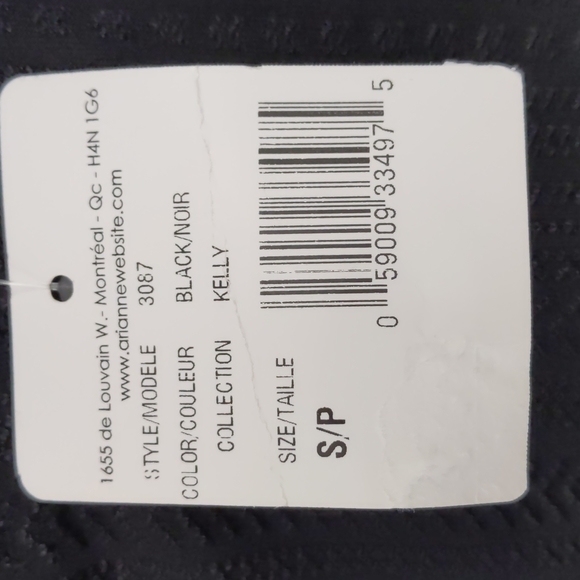 1655 de Louvain W.- Montréal - Qc - H4N 1G6
www.ariannewebsite.com
STYLE/MODELE 3087
COLOR/COULEUR BLACK/NOIR
COLLECTION KELLY
SIZE/TAILLE
S/P
0 59009 33497 5